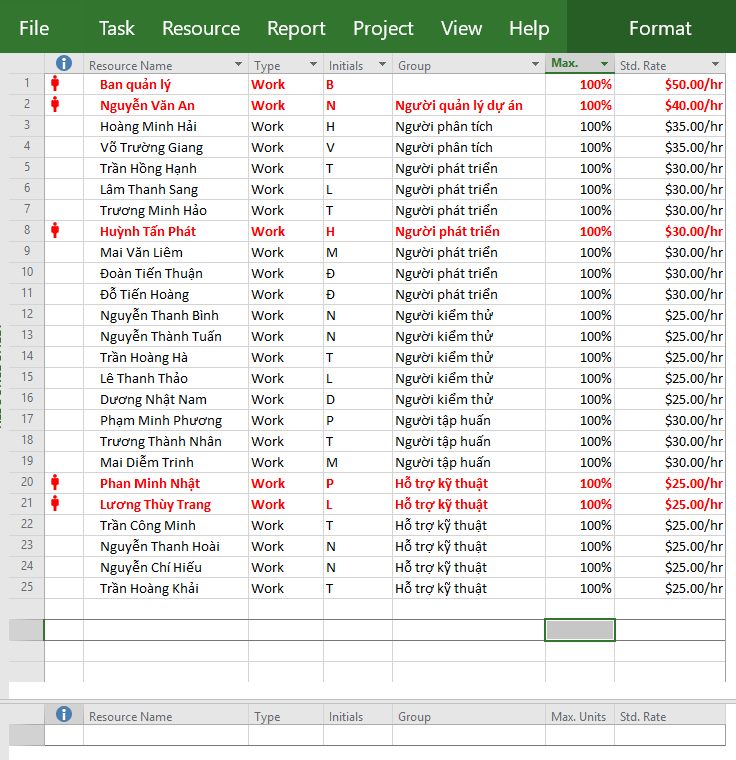 File Task Resource Report Project View Help Format
Resource Name Type Initials Group Max. Std. Rate
1 Ban quản lý Work B 100% $50.00/hr
2 Nguyễn Văn An Work N Người quản lý dự án 100% $40.00/hr
3 Hoàng Minh Hải Work H Người phân tích 100% $35.00/hr
4 Võ Trường Giang Work V Người phân tích 100% $35.00/hr
5 Trần Hồng Hạnh Work T Người phát triển 100% $30.00/hr
6 Lâm Thanh Sang Work L Người phát triển 100% $30.00/hr
7 Trương Minh Hảo Work T Người phát triển 100% $30.00/hr
8 Huỳnh Tấn Phát Work H Người phát triển 100% $30.00/hr
9 Mai Văn Liêm Work M Người phát triển 100% $30.00/hr
10 Đoàn Tiến Thuận Work Đ Người phát triển 100% $30.00/hr
11 Đỗ Tiến Hoàng Work Đ Người phát triển 100% $30.00/hr
12 Nguyễn Thanh Bình Work N Người kiểm thử 100% $25.00/hr
13 Nguyễn Thành Tuấn Work N Người kiểm thử 100% $25.00/hr
14 Trần Hoàng Hà Work T Người kiểm thử 100% $25.00/hr
15 Lê Thanh Thảo Work L Người kiểm thử 100% $25.00/hr
16 Dương Nhật Nam Work D Người kiểm thử 100% $25.00/hr
17 Phạm Minh Phương Work P Người tập huấn 100% $30.00/hr
18 Trương Thành Nhân Work T Người tập huấn 100% $30.00/hr
19 Mai Diễm Trinh Work M Người tập huấn 100% $30.00/hr
20 Phan Minh Nhật Work P Hỗ trợ kỹ thuật 100% $25.00/hr
21 Lương Thùy Trang Work L Hỗ trợ kỹ thuật 100% $25.00/hr
22 Trần Công Minh Work T Hỗ trợ kỹ thuật 100% $25.00/hr
23 Nguyễn Thanh Hoài Work N Hỗ trợ kỹ thuật 100% $25.00/hr
24 Nguyễn Chí Hiếu Work N Hỗ trợ kỹ thuật 100% $25.00/hr
25 Trần Hoàng Khải Work T Hỗ trợ kỹ thuật 100% $25.00/hr
Resource Name Type Initials Group Max. Units Std. Rate